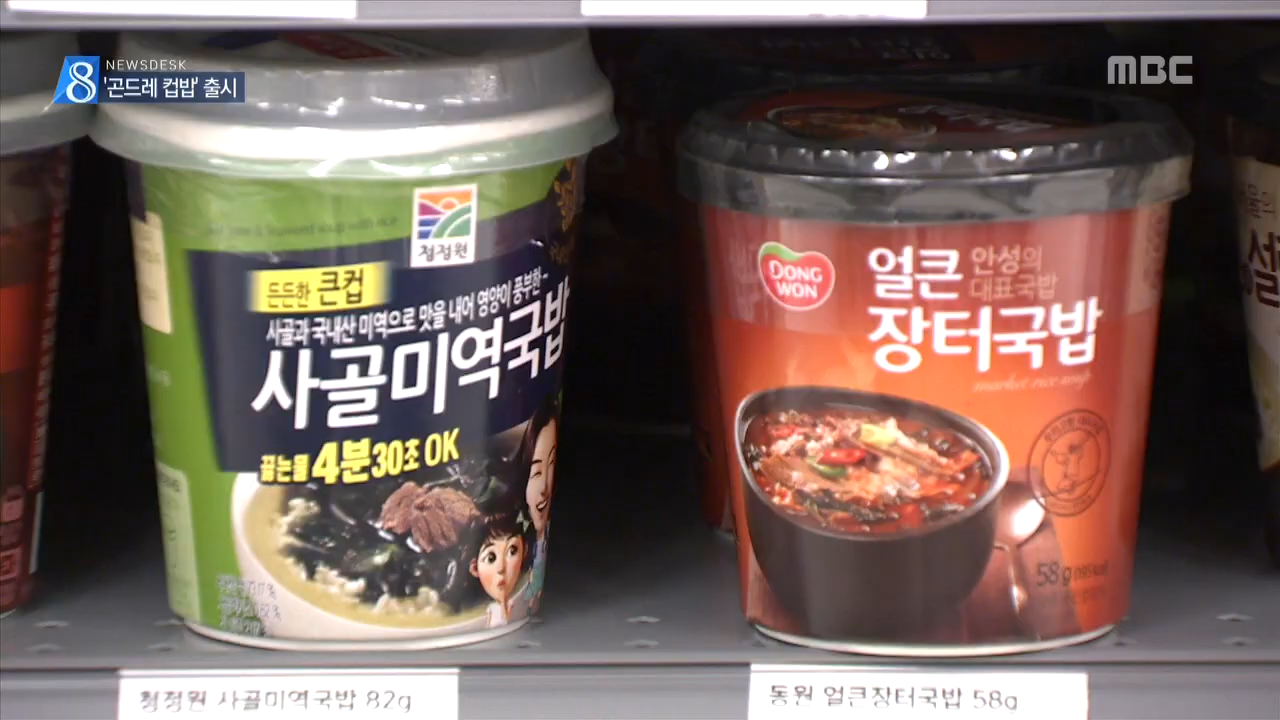 8 NEWSDESK
'곤드레 컵밥' 출시
MBC
청정원
든든한 큰컵
사골과 국내산 미역으로 맛을 내어 영양이 풍부한~
사골미역국밥
끓는물 4분30초 OK
DONG
WON
얼큰
안성의
대표국밥
장터국밥
market rice soup
58 g
청정원 사골미역국밥 82g
동원 얼큰장터국밥 58g